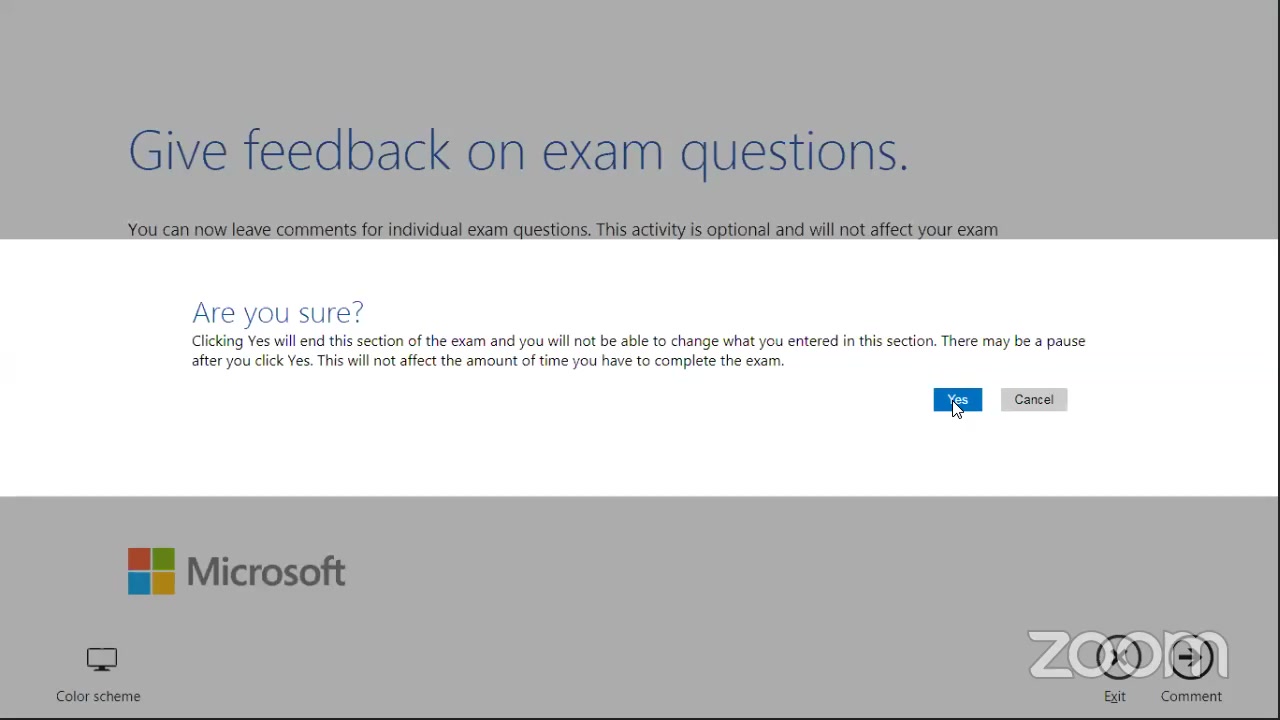 Give feedback on exam questions.
You can now leave comments for individual exam questions. This activity is optional and will not affect your exam
Are you sure?
Clicking Yes will end this section of the exam and you will not be able to change what you entered in this section. There may be a pause
after you click Yes. This will not affect the amount of time you have to complete the exam.
Yes Cancel
Microsoft
zoom
Color scheme Exit Comment